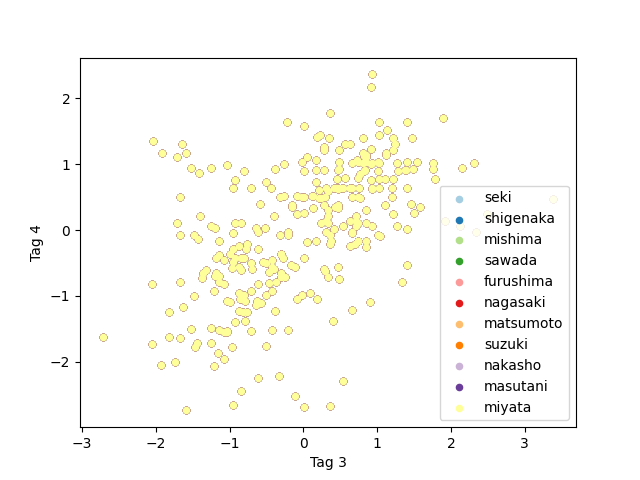 Tag 4
2
1
0
−1
−2
−3
−2
−1
0
1
2
3
Tag 3
seki
shigenaka
mishima
sawada
furushima
nagasaki
matsumoto
suzuki
nakasho
masutani
miyata